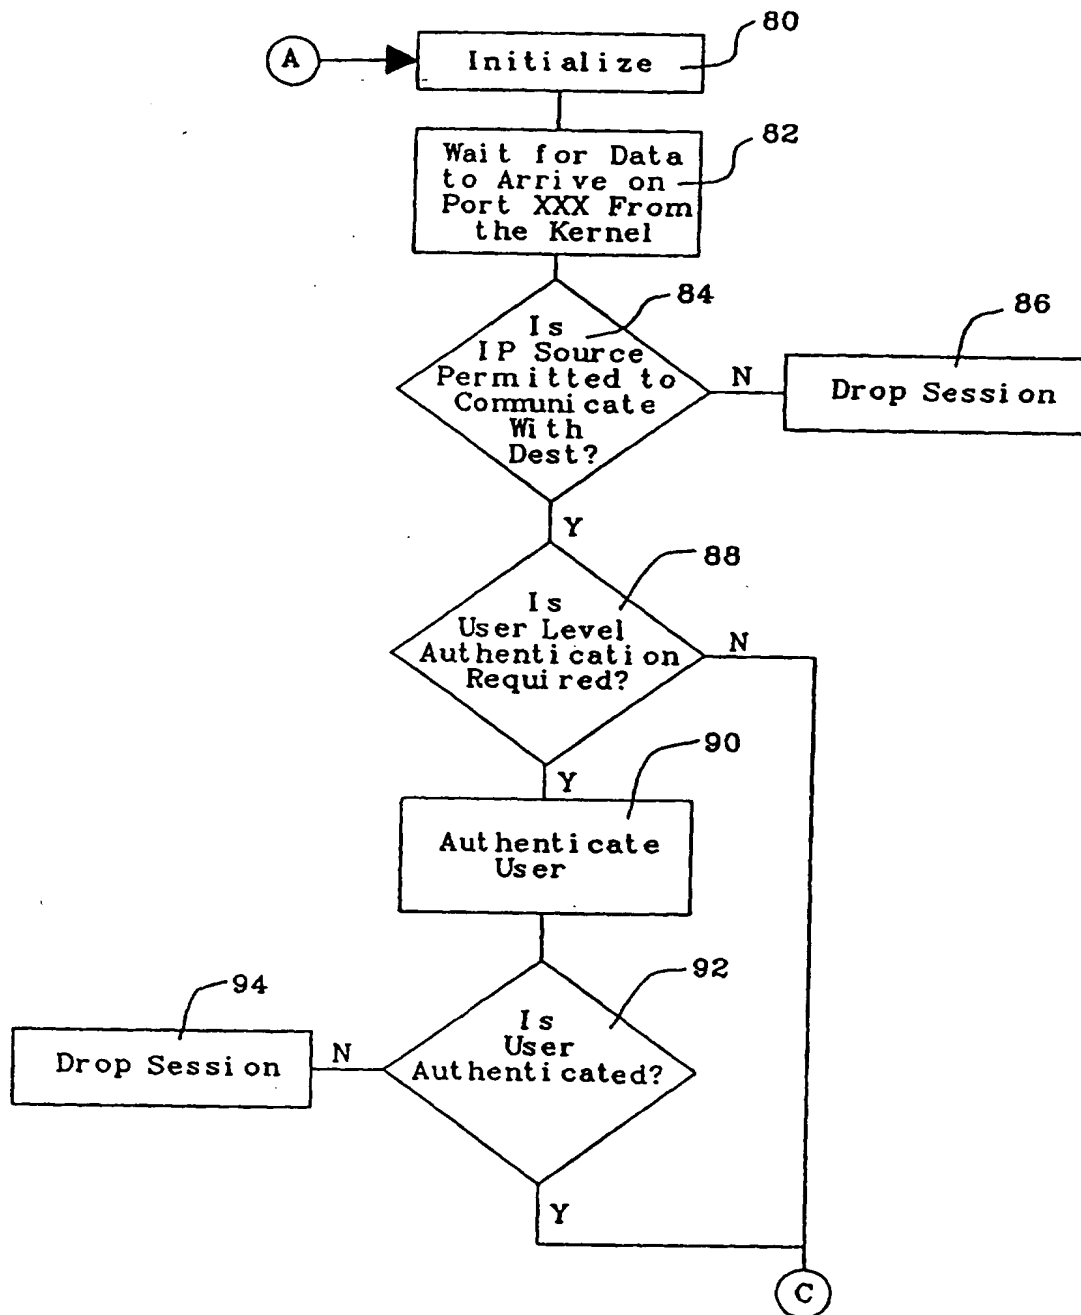 80
A
Initialize
82
Wait for Data
to Arrive on
Port XXX From
the Kernel
84
86
Is
IP Source
Permitted to
Communicate
With
Dest?
N
Drop Session
Y
88
Is
User Level
Authentication
Required?
N
90
Y
Authenticate
User
92
94
Is
User
Authenticated?
N
Drop Session
Y
C